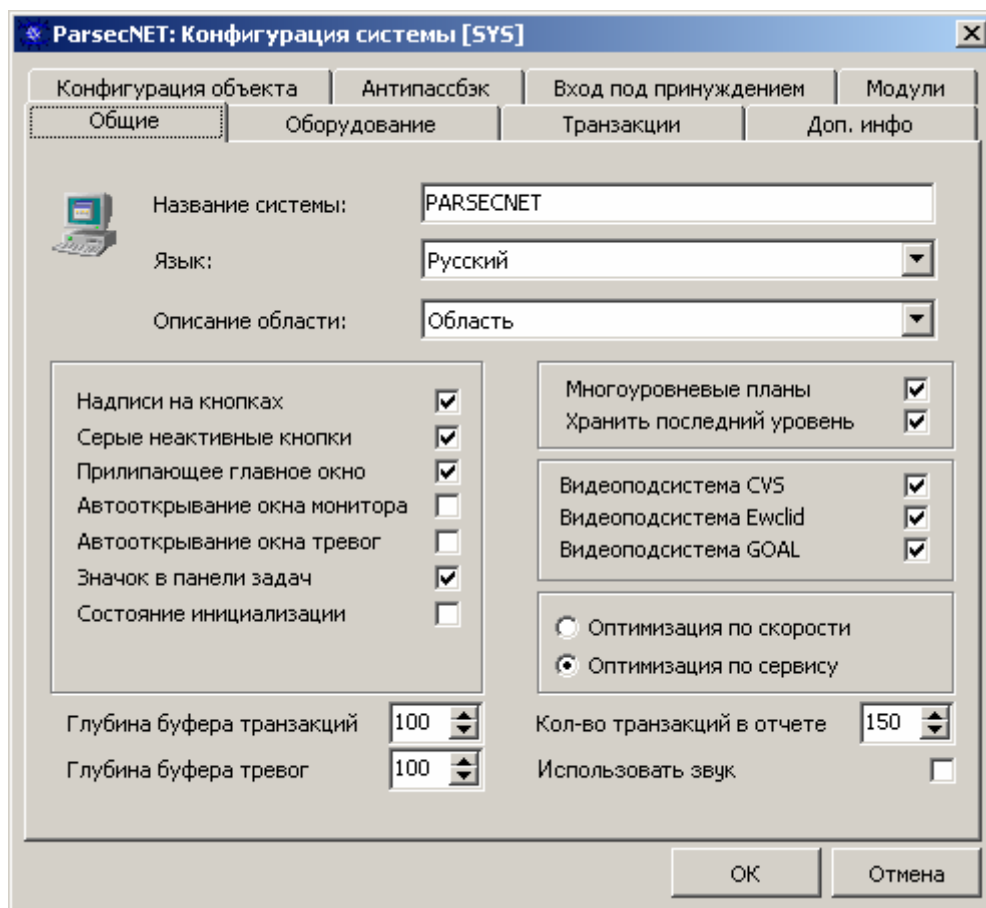 ParsecNET: Конфигурация системы [SYS]
Конфигурация объекта Антипассбэк Вход под принуждением Модули
Общие Оборудование Транзакции Доп. инфо
Название системы: PARSECNET
Язык: Русский
Описание области: Область
Надписи на кнопках
Серые неактивные кнопки
Прилипающее главное окно
Автооткрывание окна монитора
Автооткрывание окна тревог
Значок в панели задач
Состояние инициализации
Многоуровневые планы
Хранить последний уровень
Видеоподсистема CVS
Видеоподсистема Ewclid
Видеоподсистема GOAL
Оптимизация по скорости
Оптимизация по сервису
Глубина буфера транзакций 100 Кол-во транзакций в отчете 150
Глубина буфера тревог 100 Использовать звук
OK Отмена